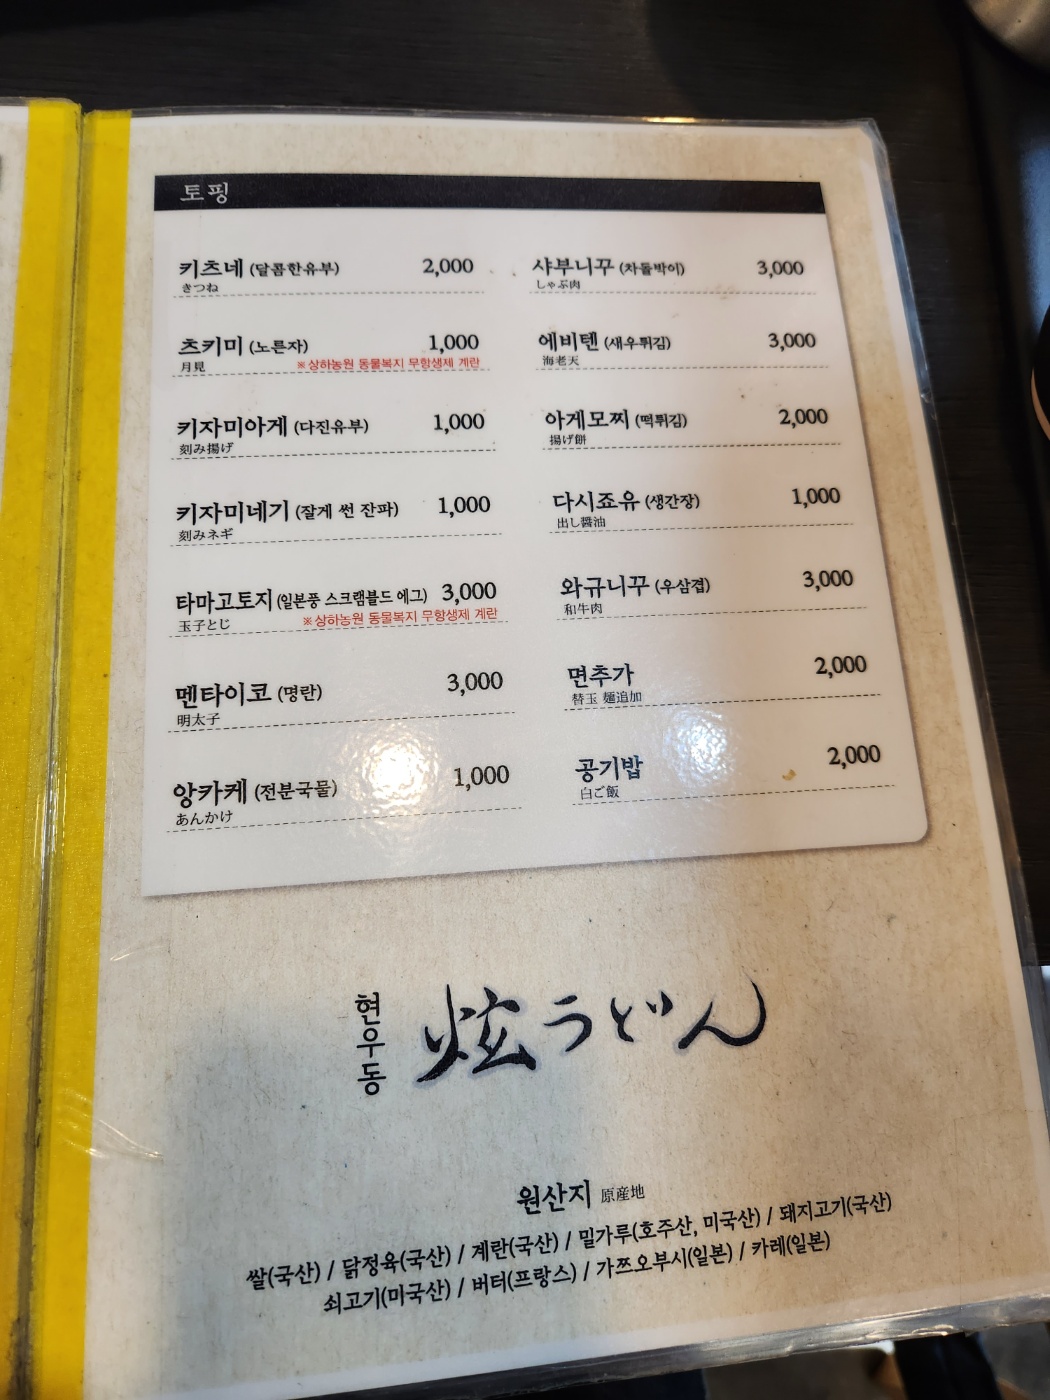 토핑
키츠네 (달콤한유부) 2,000
きつね
츠키미 (노른자) 1,000
月見 ※상하농원 동물복지 무항생제 계란
키자미아게 (다진유부) 1,000
刻み揚げ
키자미네기 (잘게 썬 잔파) 1,000
刻みネギ
타마고토지 (일본풍 스크램블드 에그) 3,000
玉子とじ ※상하농원 동물복지 무항생제 계란
멘타이코 (명란) 3,000
明太子
앙카케 (전분국물) 1,000
あんかけ
샤부니꾸 (차돌박이) 3,000
しゃぶ肉
에비텐 (새우튀김) 3,000
海老天
아게모찌 (떡튀김) 2,000
揚げ餅
다시죠유 (생간장) 1,000
出し醤油
와규니꾸 (우삼겹) 3,000
和牛肉
면추가 2,000
替玉 麺追加
공기밥 2,000
白ご飯
현우동
炫うどん
원산지 原産地
쌀(국산) / 닭정육(국산) / 계란(국산) / 밀가루(호주산, 미국산) / 돼지고기(국산)
쇠고기(미국산) / 버터(프랑스) / 가쯔오부시(일본) / 카레(일본)